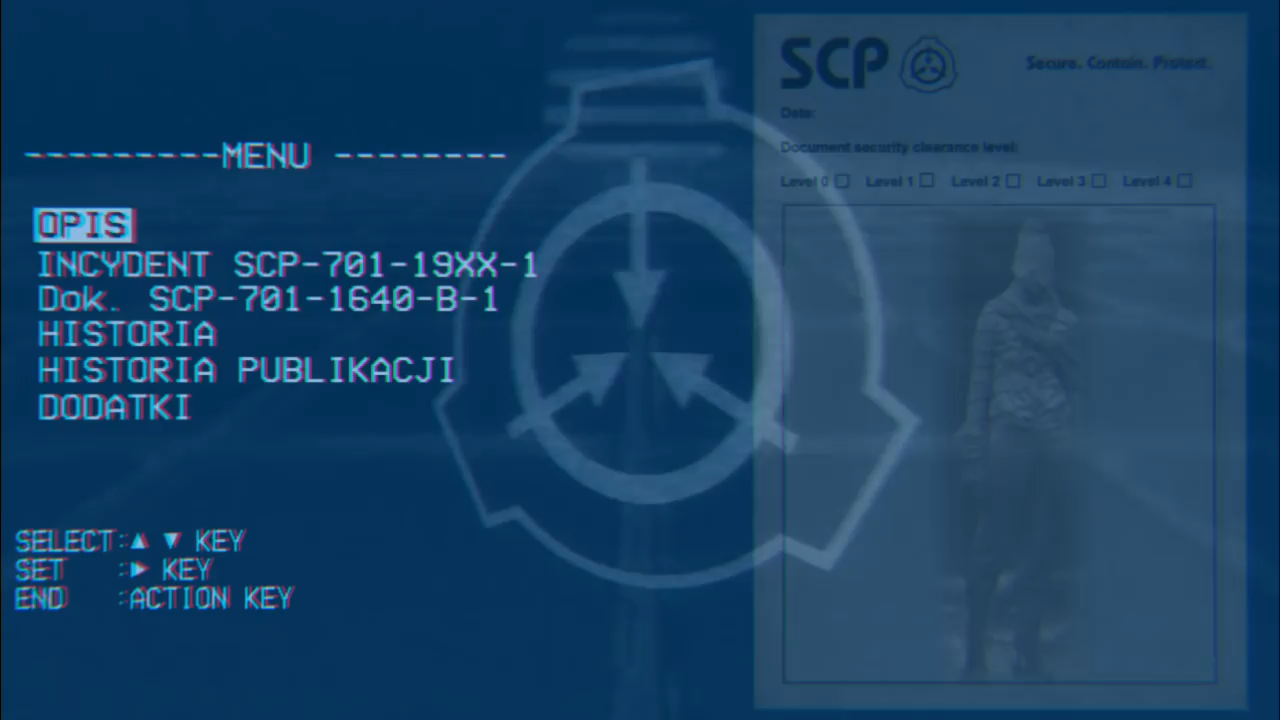 ---------MENU --------
OPIS
INCYDENT SCP-701-19XX-1
Dok. SCP-701-1640-B-1
HISTORIA
HISTORIA PUBLIKACJI
DODATKI
SELECT:▲ ▼ KEY
SET :► KEY
END :ACTION KEY
SCP
Secure. Contain. Protect.
Date:
Document security clearance level:
Level 0 ☐ Level 1 ☐ Level 2 ☐ Level 3 ☐ Level 4 ☐